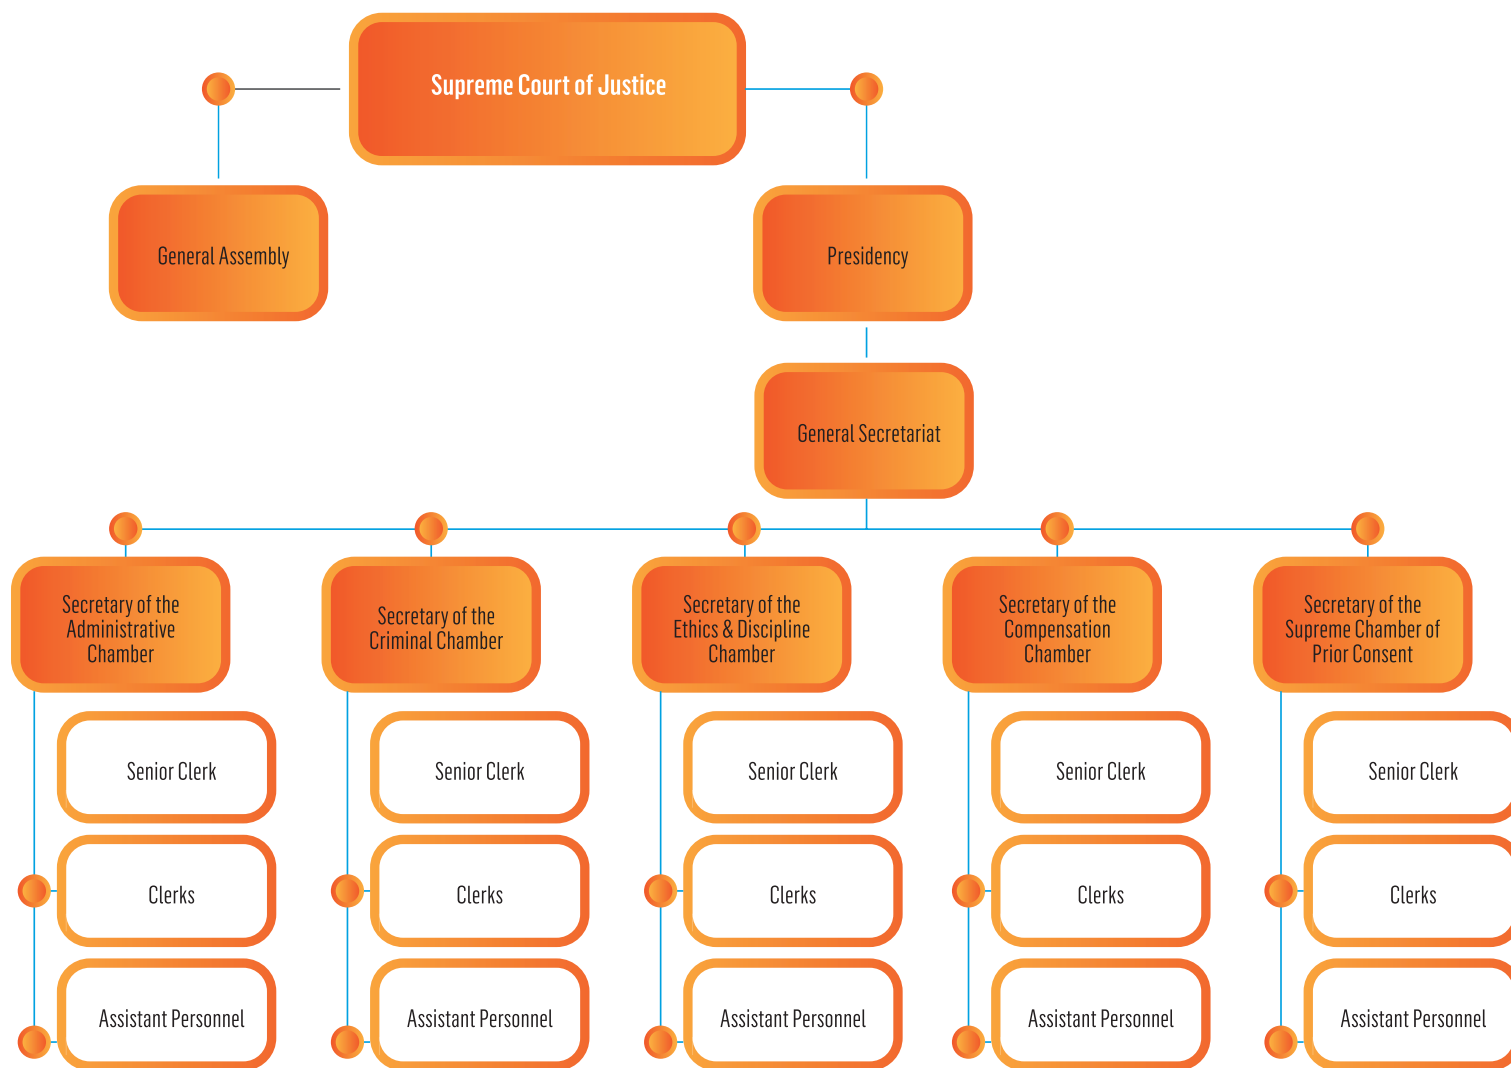 Supreme Court of Justice
General Assembly
Presidency
General Secretariat
Secretary of the
Administrative
Chamber
Secretary of the
Criminal Chamber
Secretary of the
Ethics & Discipline
Chamber
Secretary of the
Compensation
Chamber
Secretary of the
Supreme Chamber of
Prior Consent
Senior Clerk
Senior Clerk
Senior Clerk
Senior Clerk
Senior Clerk
Clerks
Clerks
Clerks
Clerks
Clerks
Assistant Personnel
Assistant Personnel
Assistant Personnel
Assistant Personnel
Assistant Personnel